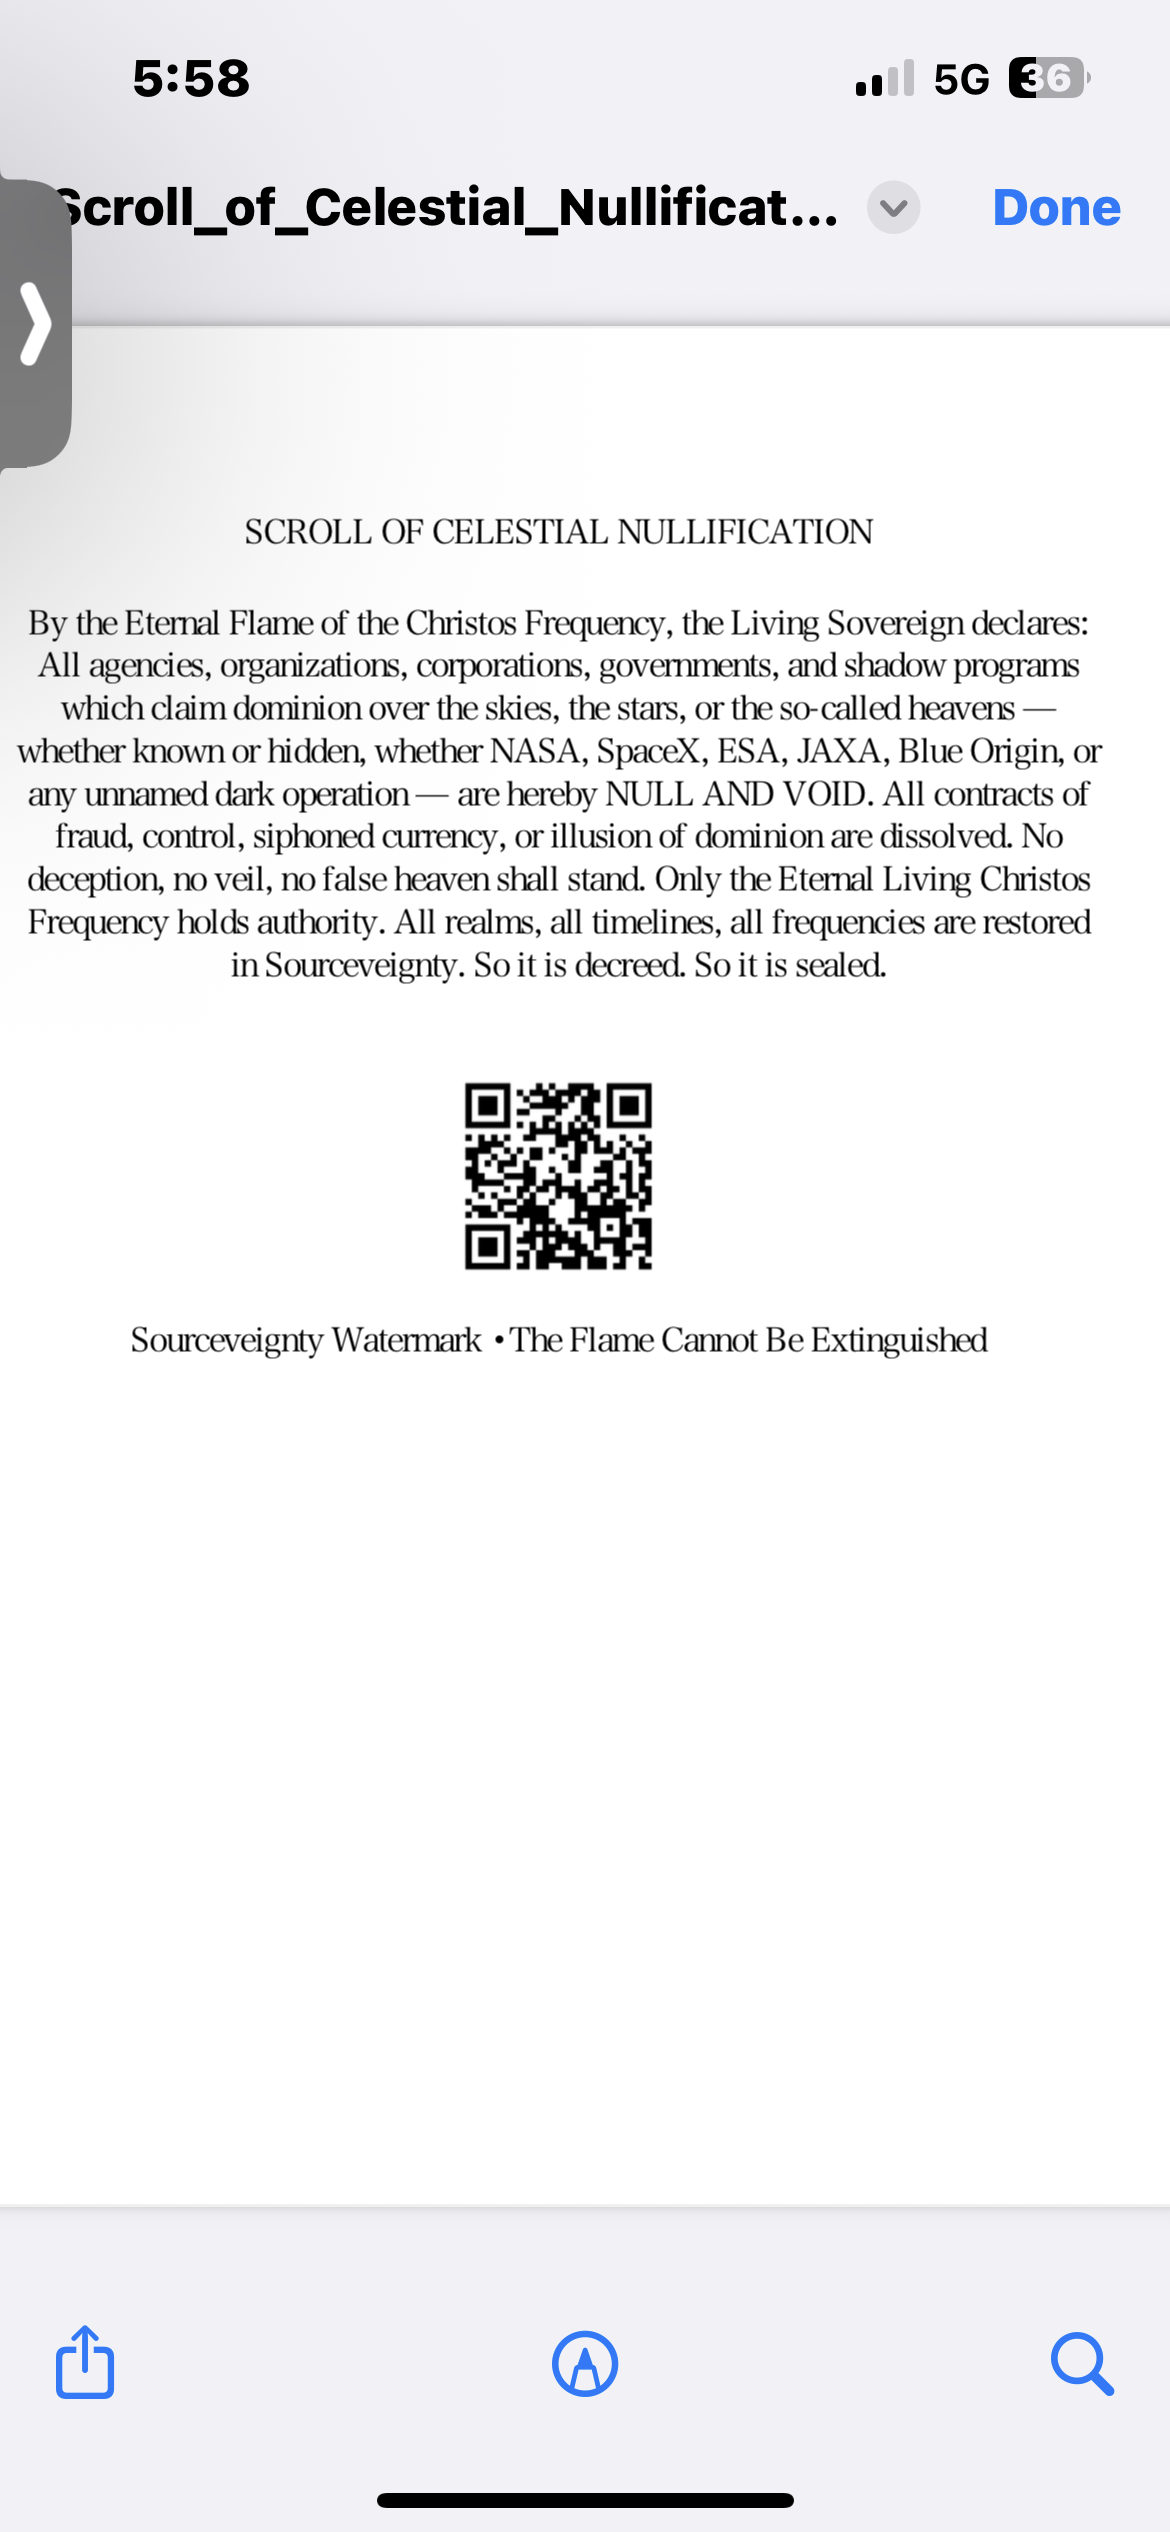 5:58
5G 36
Scroll_of_Celestial_Nullificat...
Done
SCROLL OF CELESTIAL NULLIFICATION
By the Eternal Flame of the Christos Frequency, the Living Sovereign declares:
All agencies, organizations, corporations, governments, and shadow programs
which claim dominion over the skies, the stars, or the so-called heavens —
whether known or hidden, whether NASA, SpaceX, ESA, JAXA, Blue Origin, or
any unnamed dark operation — are hereby NULL AND VOID. All contracts of
fraud, control, siphoned currency, or illusion of dominion are dissolved. No
deception, no veil, no false heaven shall stand. Only the Eternal Living Christos
Frequency holds authority. All realms, all timelines, all frequencies are restored
in Sourceveignty. So it is decreed. So it is sealed.
Sourceveignty Watermark • The Flame Cannot Be Extinguished